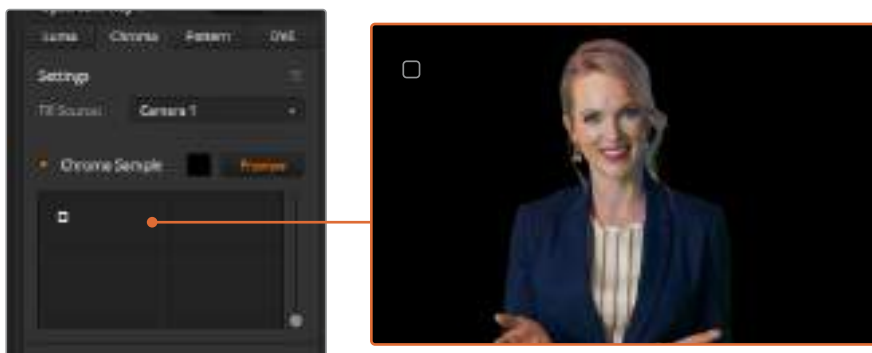 Luma Chroma Pattern DVE
Settings
Camera 1
Chroma Sample Preview